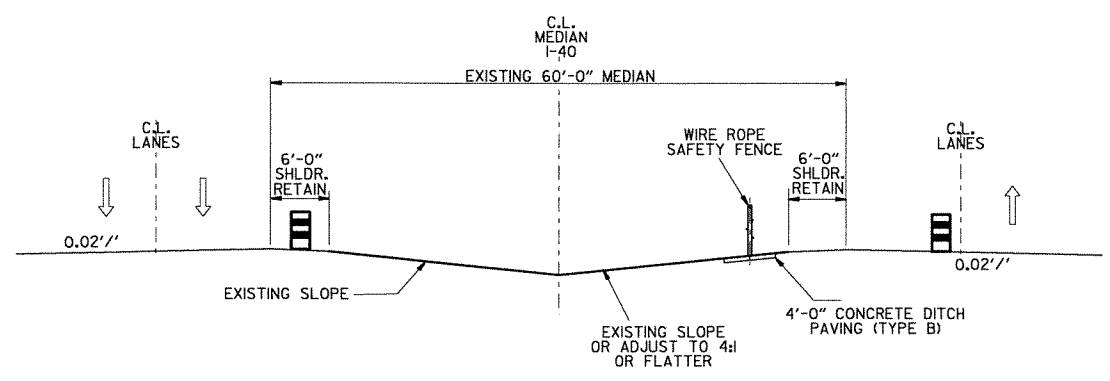 C.L.
MEDIAN
I-40
EXISTING 60'-0" MEDIAN
C.L.
LANES
6'-0"
SHLDR.
RETAIN
WIRE ROPE
SAFETY FENCE
6'-0"
SHLDR.
RETAIN
C.L.
LANES
0.02'/'
0.02'/'
EXISTING SLOPE
EXISTING SLOPE
OR ADJUST TO 4:1
OR FLATTER
4'-0" CONCRETE DITCH
PAVING (TYPE B)